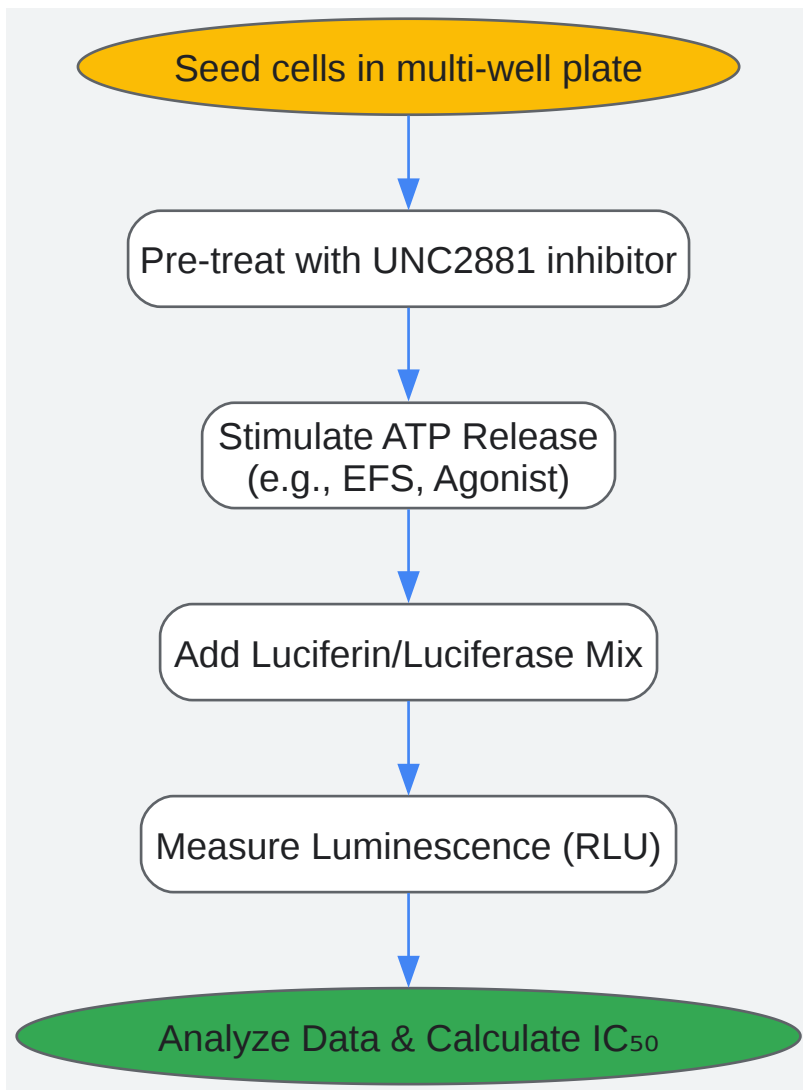 Seed cells in multi-well plate
Pre-treat with UNC2881 inhibitor
Stimulate ATP Release
(e.g., EFS, Agonist)
Add Luciferin/Luciferase Mix
Measure Luminescence (RLU)
Analyze Data & Calculate IC₅₀